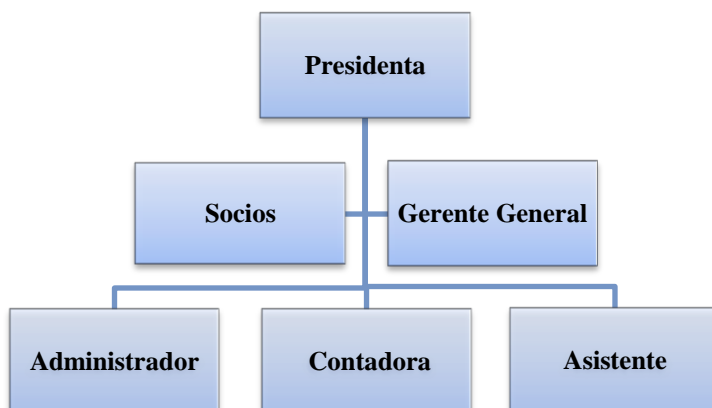 Presidenta
Socios
Gerente General
Administrador
Contadora
Asistente